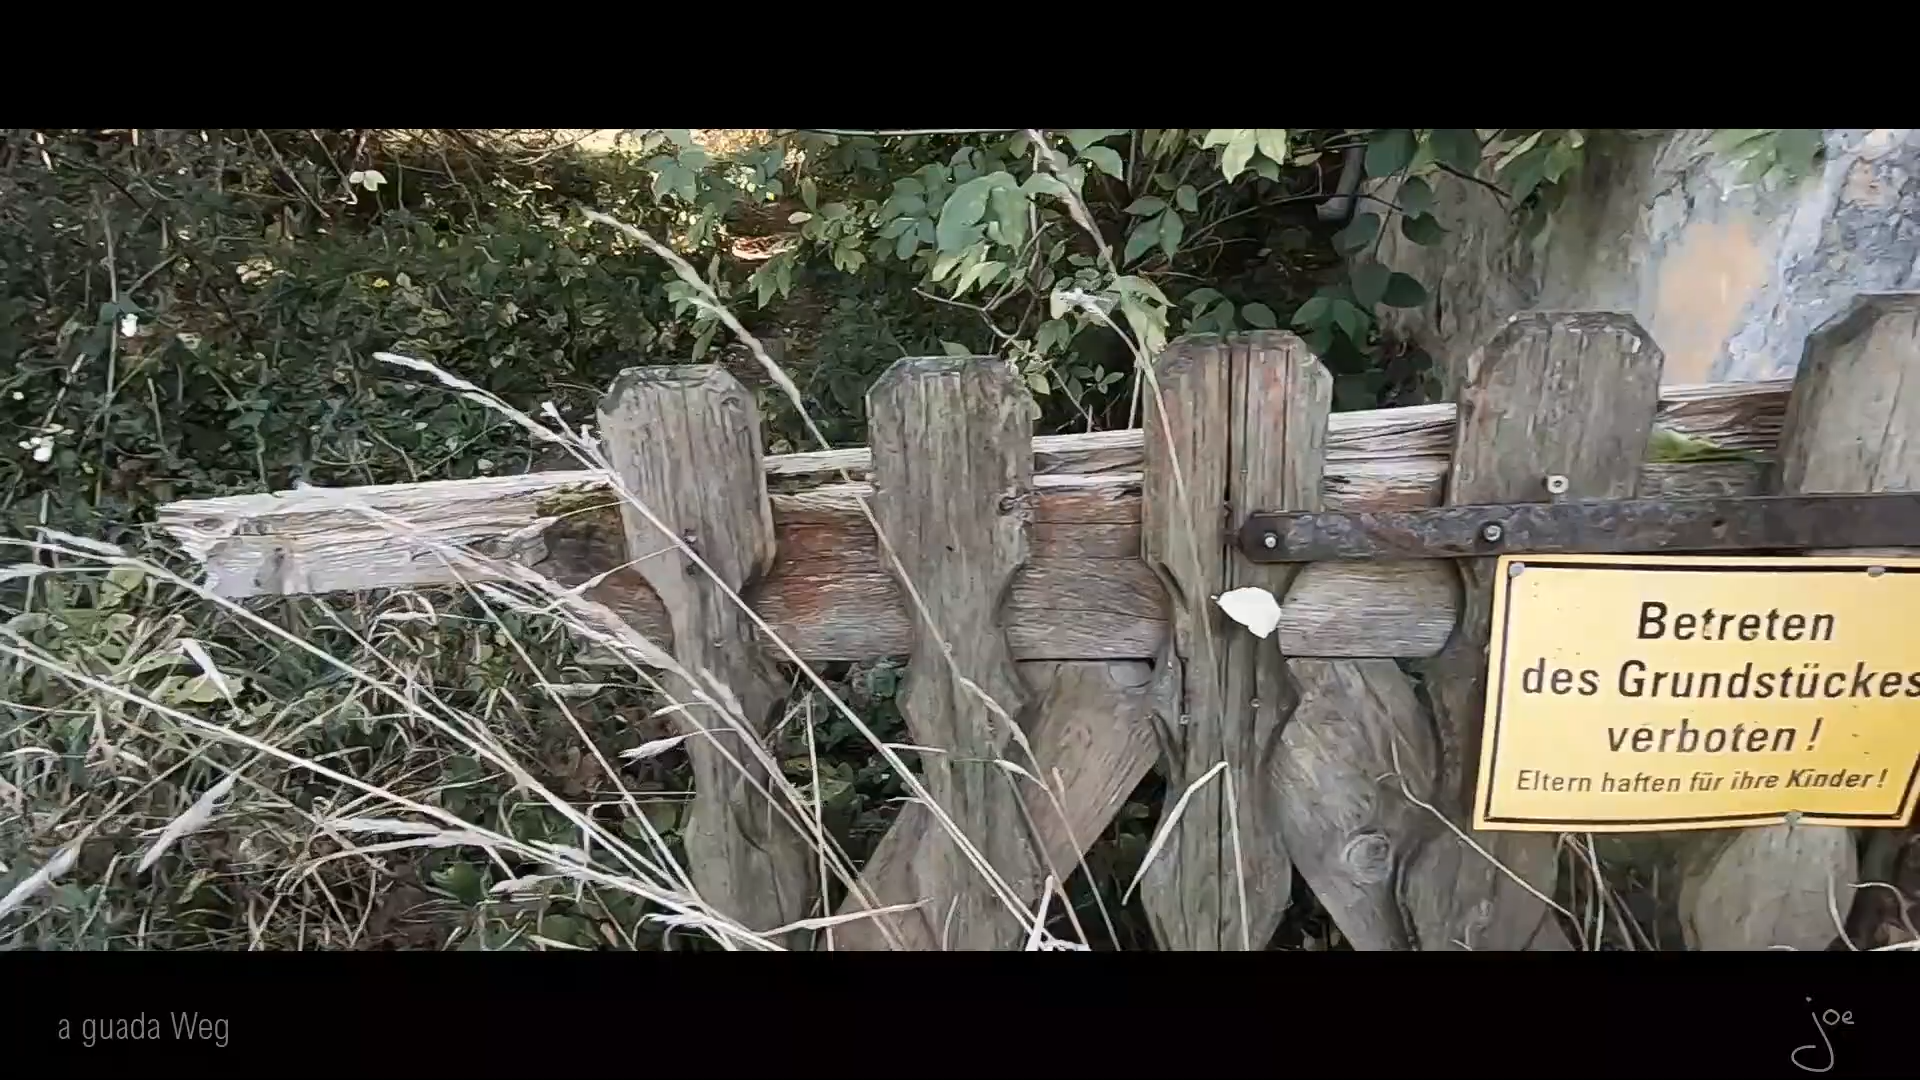 Betreten
des Grundstückes
verboten!
Eltern haften für ihre Kinder!
a guada Weg
joe